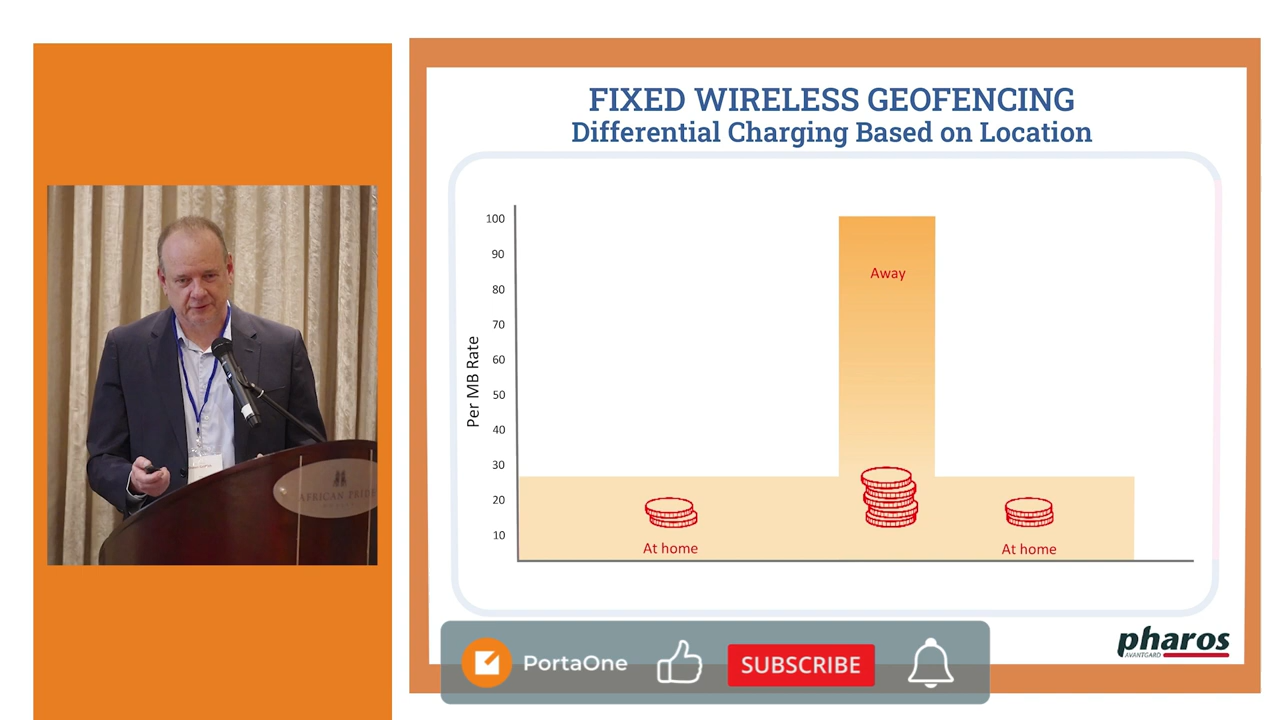 FIXED WIRELESS GEOFENCING
Differential Charging Based on Location
Per MB Rate
100
90
80
70
60
50
40
30
20
10
Away
At home
At home
AFRICAN PRIDE
pharos
AVANTGARD
PortaOne
SUBSCRIBE